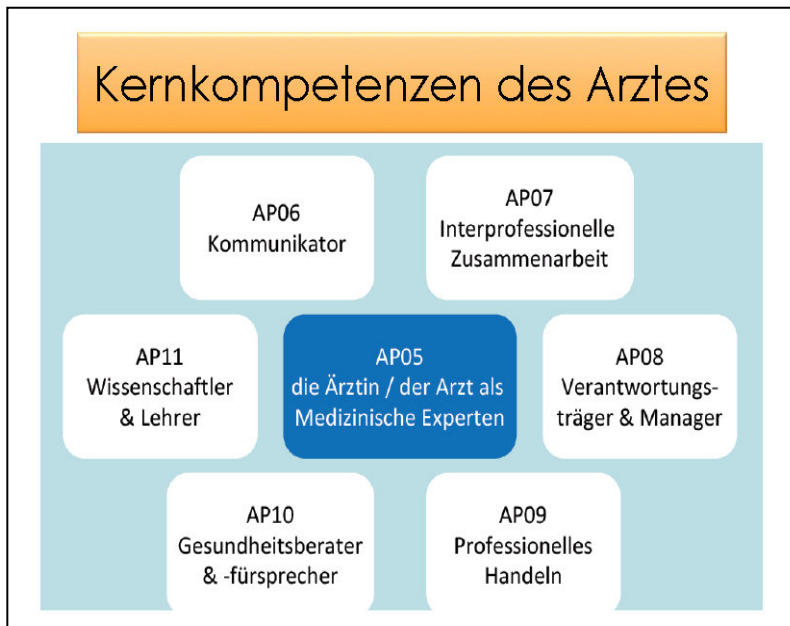 Kernkompetenzen des Arztes
AP06
Kommunikator
AP07
Interprofessionelle
Zusammenarbeit
AP11
Wissenschaftler
& Lehrer
AP05
die Ärztin / der Arzt als
Medizinische Experten
AP08
Verantwortungs-
träger & Manager
AP10
Gesundheitsberater
& -fürsprecher
AP09
Professionelles
Handeln